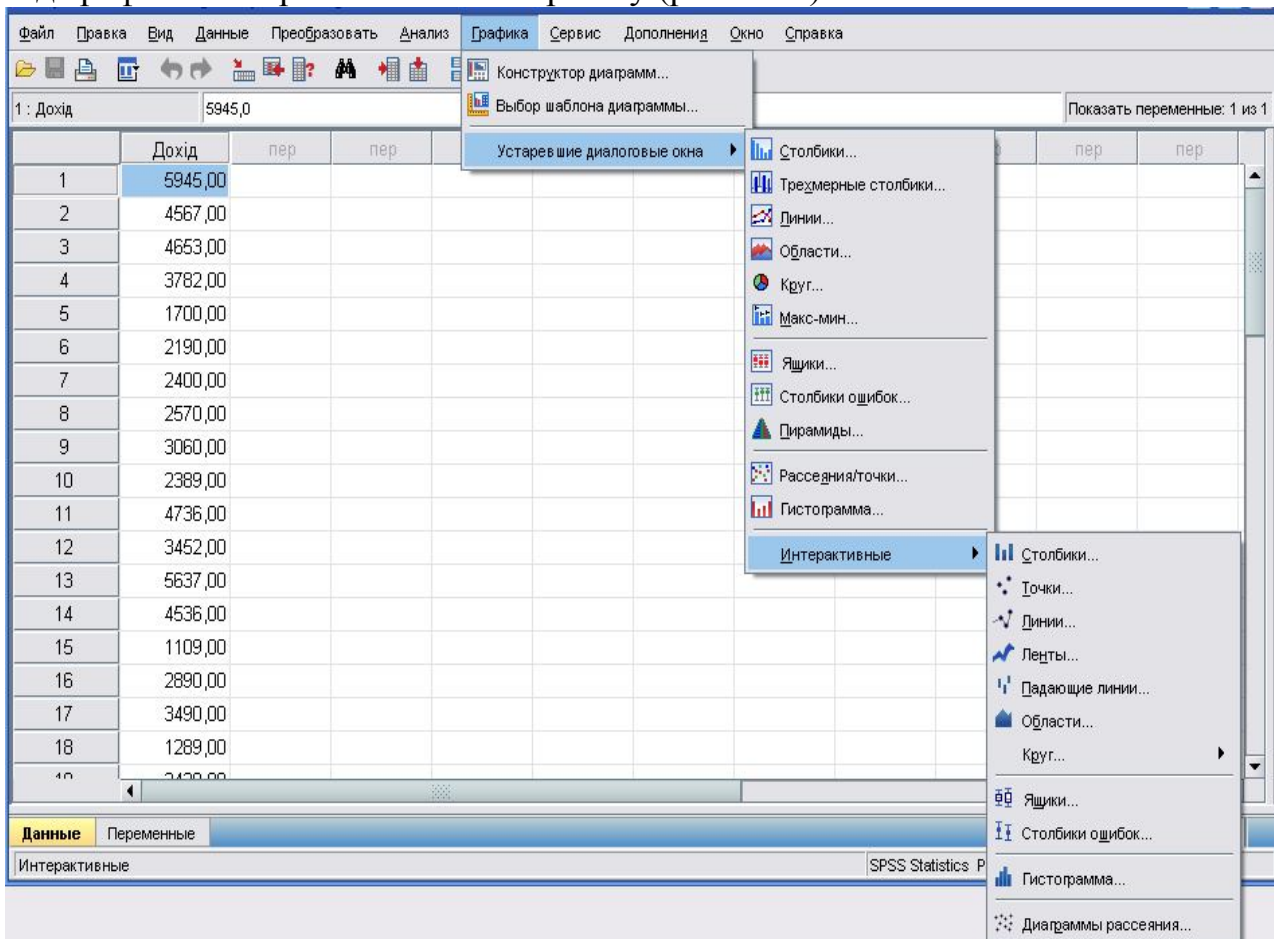 Файл Правка Вид Данные Преобразовать Анализ Графика Сервис Дополнения Окно Справка
1 : Дохід 5945,0 Показать переменные: 1 из 1
Конструктор диаграмм...
Выбор шаблона диаграммы...
Устаревшие диалоговые окна
Дохід пер пер пер пер
1 5945,00
2 4567,00
3 4653,00
4 3782,00
5 1700,00
6 2190,00
7 2400,00
8 2570,00
9 3060,00
10 2389,00
11 4736,00
12 3452,00
13 5637,00
14 4536,00
15 1109,00
16 2890,00
17 3490,00
18 1289,00
Столбики...
Трехмерные столбики...
Линии...
Области...
Круг...
Макс-мин...
Ящики...
Столбики ошибок...
Пирамиды...
Рассеяния/точки...
Гистограмма...
Интерактивные
Столбики...
Точки...
Линии...
Ленты...
Падающие линии...
Области...
Круг...
Ящики...
Столбики ошибок...
Гистограмма...
Диаграммы рассеяния...
Данные Переменные
Интерактивные SPSS Statistics P